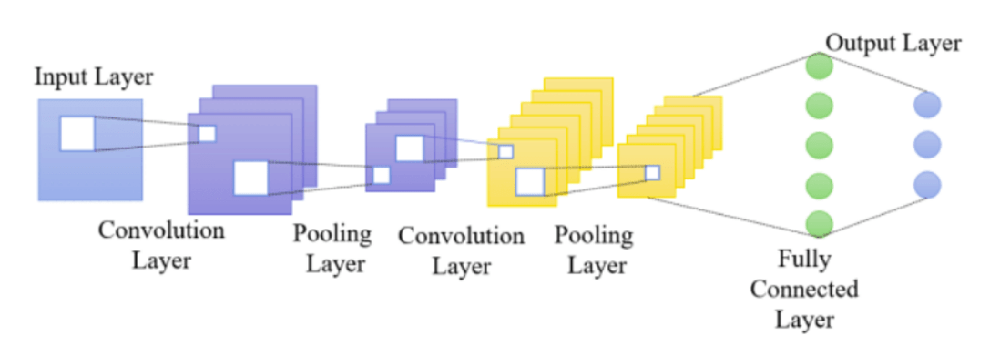 Input Layer
Convolution
Layer
Pooling
Layer
Convolution
Layer
Pooling
Layer
Fully
Connected
Layer
Output Layer